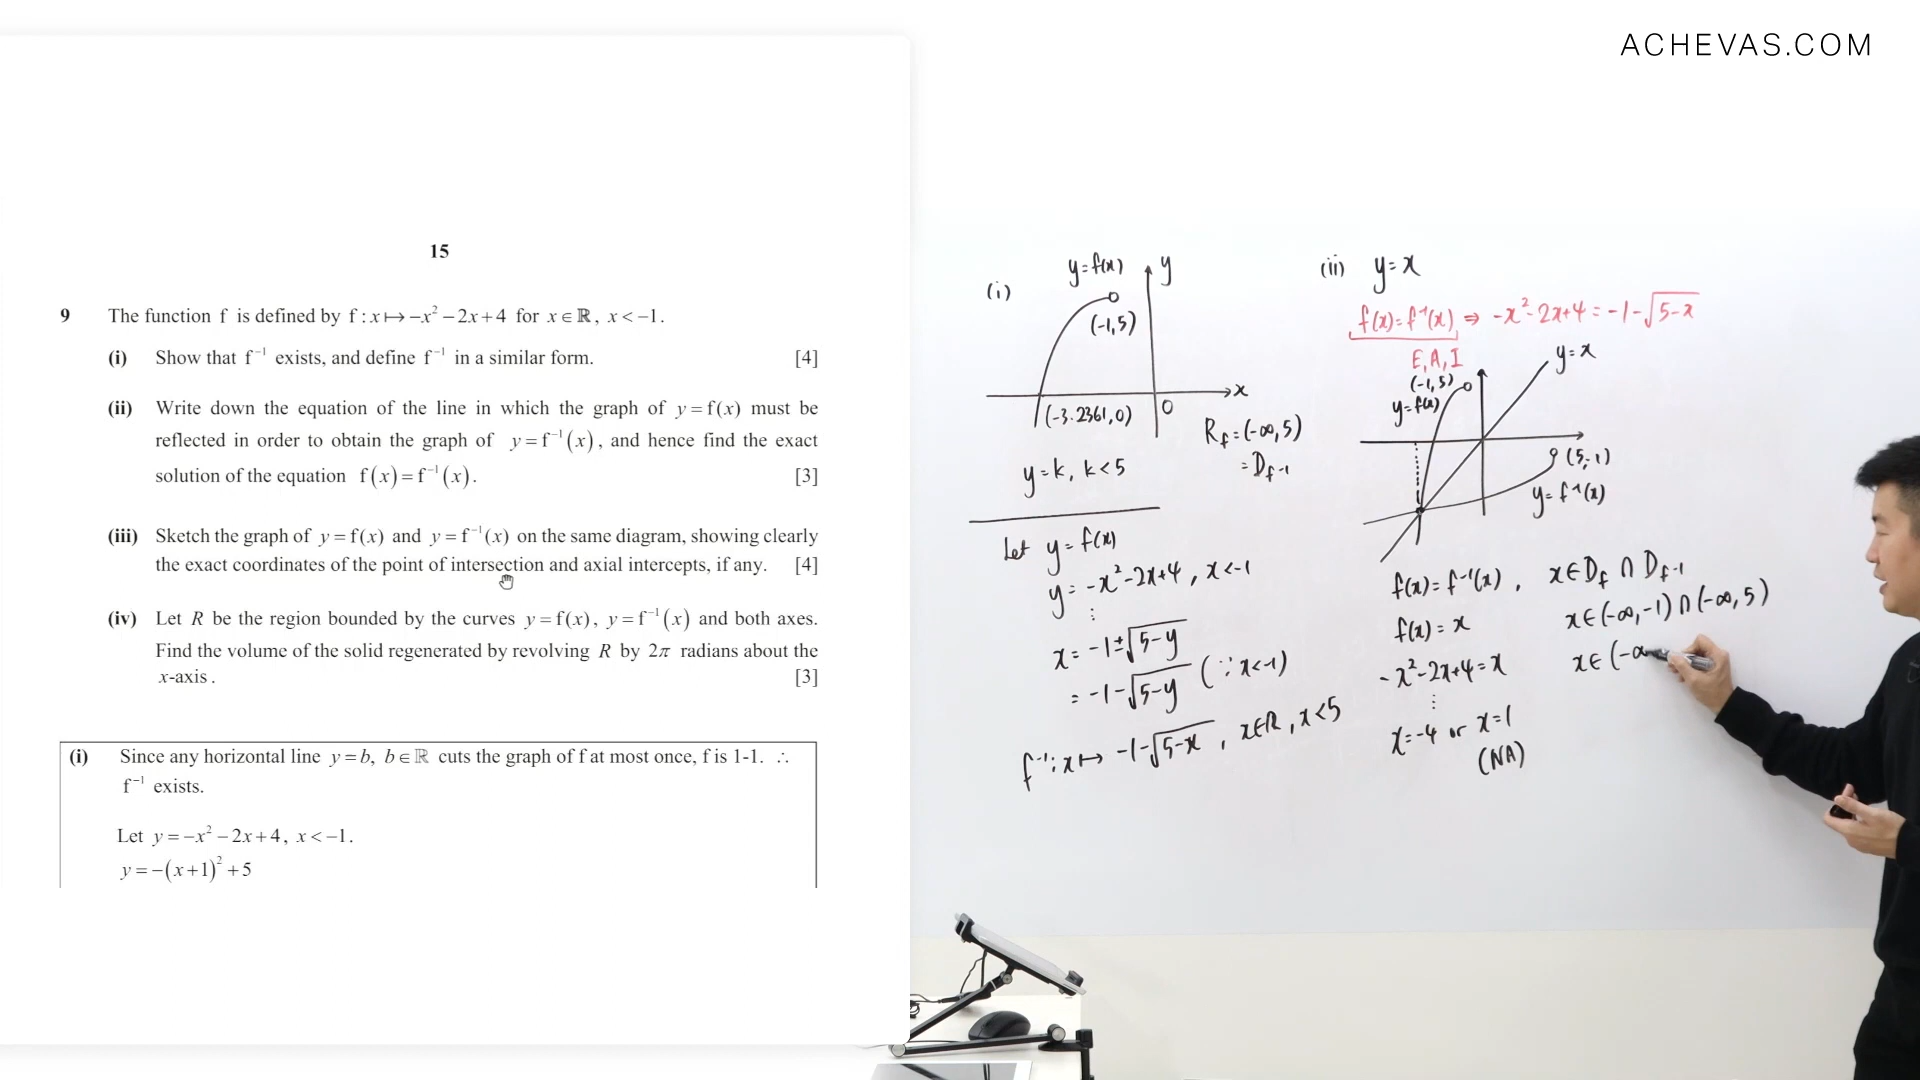 ACHEVAS.COM
15
9 The function f is defined by f : x ↦ −x² − 2x + 4 for x ∈ ℝ, x < −1.
(i) Show that f⁻¹ exists, and define f⁻¹ in a similar form. [4]
(ii) Write down the equation of the line in which the graph of y = f(x) must be
reflected in order to obtain the graph of y = f⁻¹(x), and hence find the exact
solution of the equation f(x) = f⁻¹(x). [3]
(iii) Sketch the graph of y = f(x) and y = f⁻¹(x) on the same diagram, showing clearly
the exact coordinates of the point of intersection and axial intercepts, if any. [4]
(iv) Let R be the region bounded by the curves y = f(x), y = f⁻¹(x) and both axes.
Find the volume of the solid regenerated by revolving R by 2π radians about the
x-axis. [3]
(i) Since any horizontal line y = b, b ∈ ℝ cuts the graph of f at most once, f is 1-1. ∴
f⁻¹ exists.
Let y = −x² − 2x + 4, x < −1.
y = −(x+1)² + 5
(i)
y=f(x)
y
(-1,5)
x
(-3.2361,0)
0
R_f = (-∞,5)
= D_f⁻¹
y=k, k<5
Let y = f(x)
y = -x²-2x+4, x<-1
⋮
x = -1±√(5-y)
= -1-√(5-y) (∵ x<-1)
f⁻¹: x ↦ -1-√(5-x), x∈ℝ, x<5
(ii) y=x
f(x)=f⁻¹(x) ⇒ -x²-2x+4 = -1-√(5-x)
E, A, I
y=x
(-1,5)
y=f(x)
(5,-1)
y=f⁻¹(x)
f(x)=f⁻¹(x), x∈D_f ∩ D_f⁻¹
x∈(-∞,-1)∩(-∞,5)
f(x)=x
x∈(-∞
-x²-2x+4=x
⋮
x=-4 or x=1
(NA)